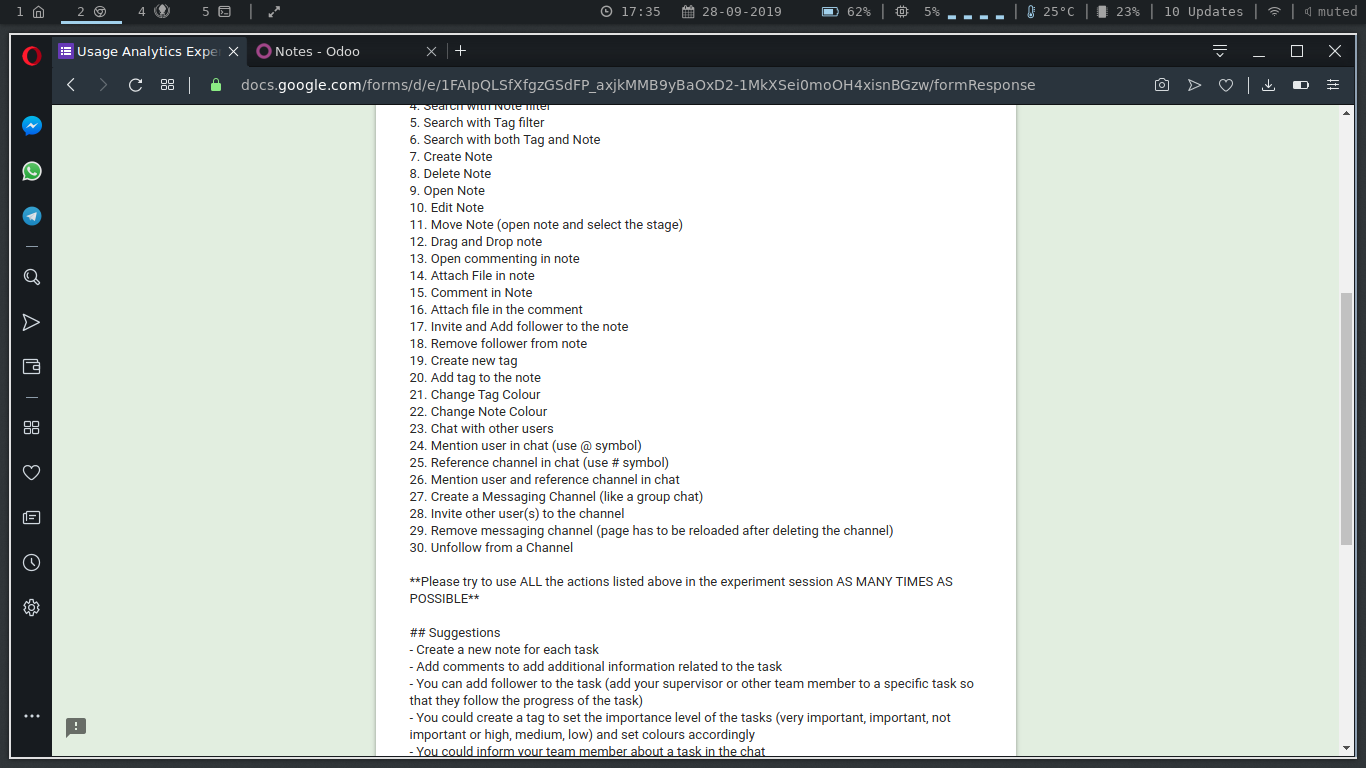 1 2 4 5 17:35 28-09-2019 62% 5% 25°C 23% 10 Updates muted
Usage Analytics Expe Notes - Odoo
docs.google.com/forms/d/e/1FAIpQLSfXfgzGSdFP_axjkMMB9yBaOxD2-1MkXSei0moOH4xisnBGzw/formResponse
4. Search with Note filter
5. Search with Tag filter
6. Search with both Tag and Note
7. Create Note
8. Delete Note
9. Open Note
10. Edit Note
11. Move Note (open note and select the stage)
12. Drag and Drop note
13. Open commenting in note
14. Attach File in note
15. Comment in Note
16. Attach file in the comment
17. Invite and Add follower to the note
18. Remove follower from note
19. Create new tag
20. Add tag to the note
21. Change Tag Colour
22. Change Note Colour
23. Chat with other users
24. Mention user in chat (use @ symbol)
25. Reference channel in chat (use # symbol)
26. Mention user and reference channel in chat
27. Create a Messaging Channel (like a group chat)
28. Invite other user(s) to the channel
29. Remove messaging channel (page has to be reloaded after deleting the channel)
30. Unfollow from a Channel
**Please try to use ALL the actions listed above in the experiment session AS MANY TIMES AS
POSSIBLE**
## Suggestions
- Create a new note for each task
- Add comments to add additional information related to the task
- You can add follower to the task (add your supervisor or other team member to a specific task so
that they follow the progress of the task)
- You could create a tag to set the importance level of the tasks (very important, important, not
important or high, medium, low) and set colours accordingly
- You could inform your team member about a task in the chat